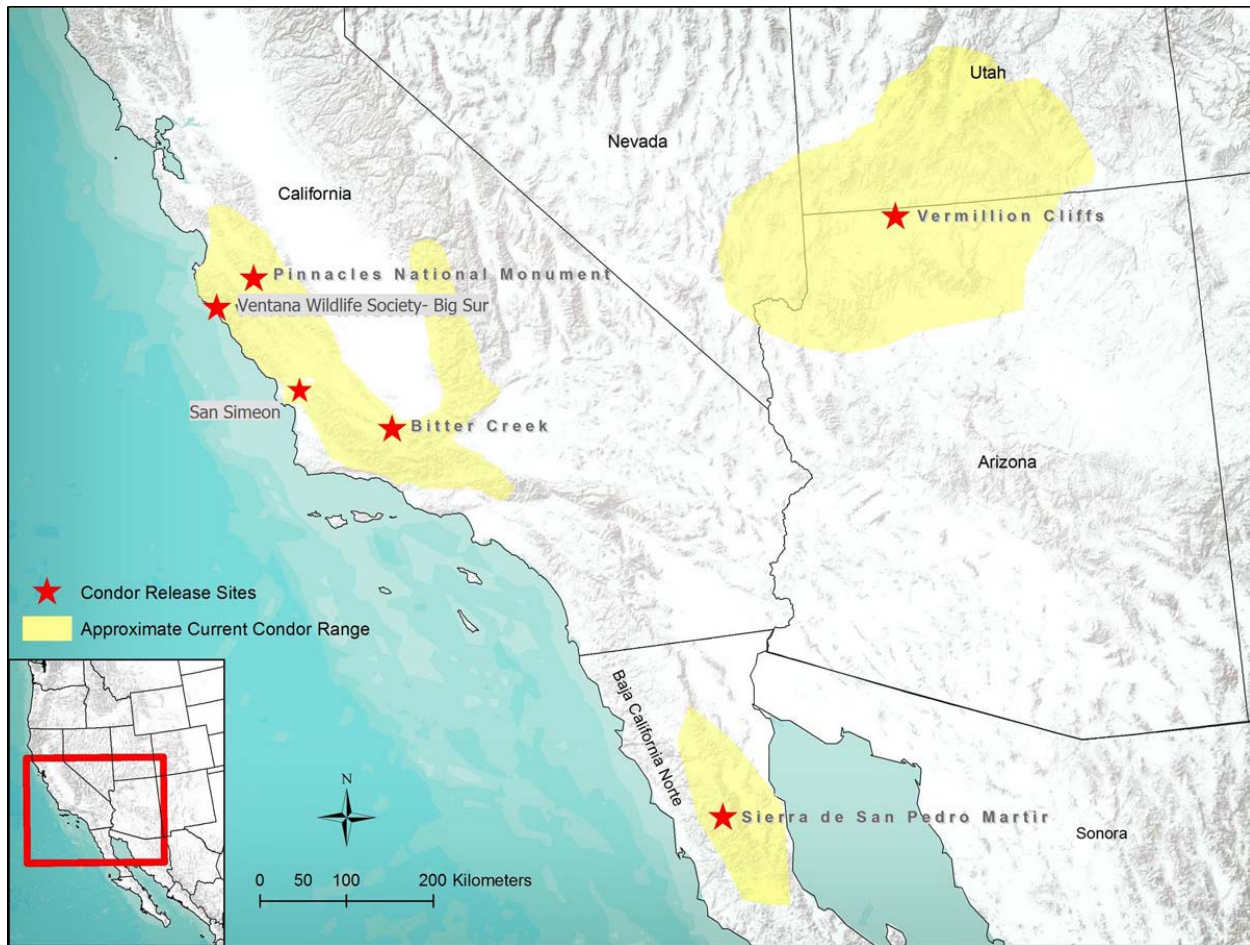 Utah
Nevada
California
Vermillion Cliffs
Pinnacles National Monument
Ventana Wildlife Society- Big Sur
San Simeon
Bitter Creek
Arizona
Condor Release Sites
Approximate Current Condor Range
Baja California Norte
Sierra de San Pedro Martir
Sonora
N
0 50 100 200 Kilometers